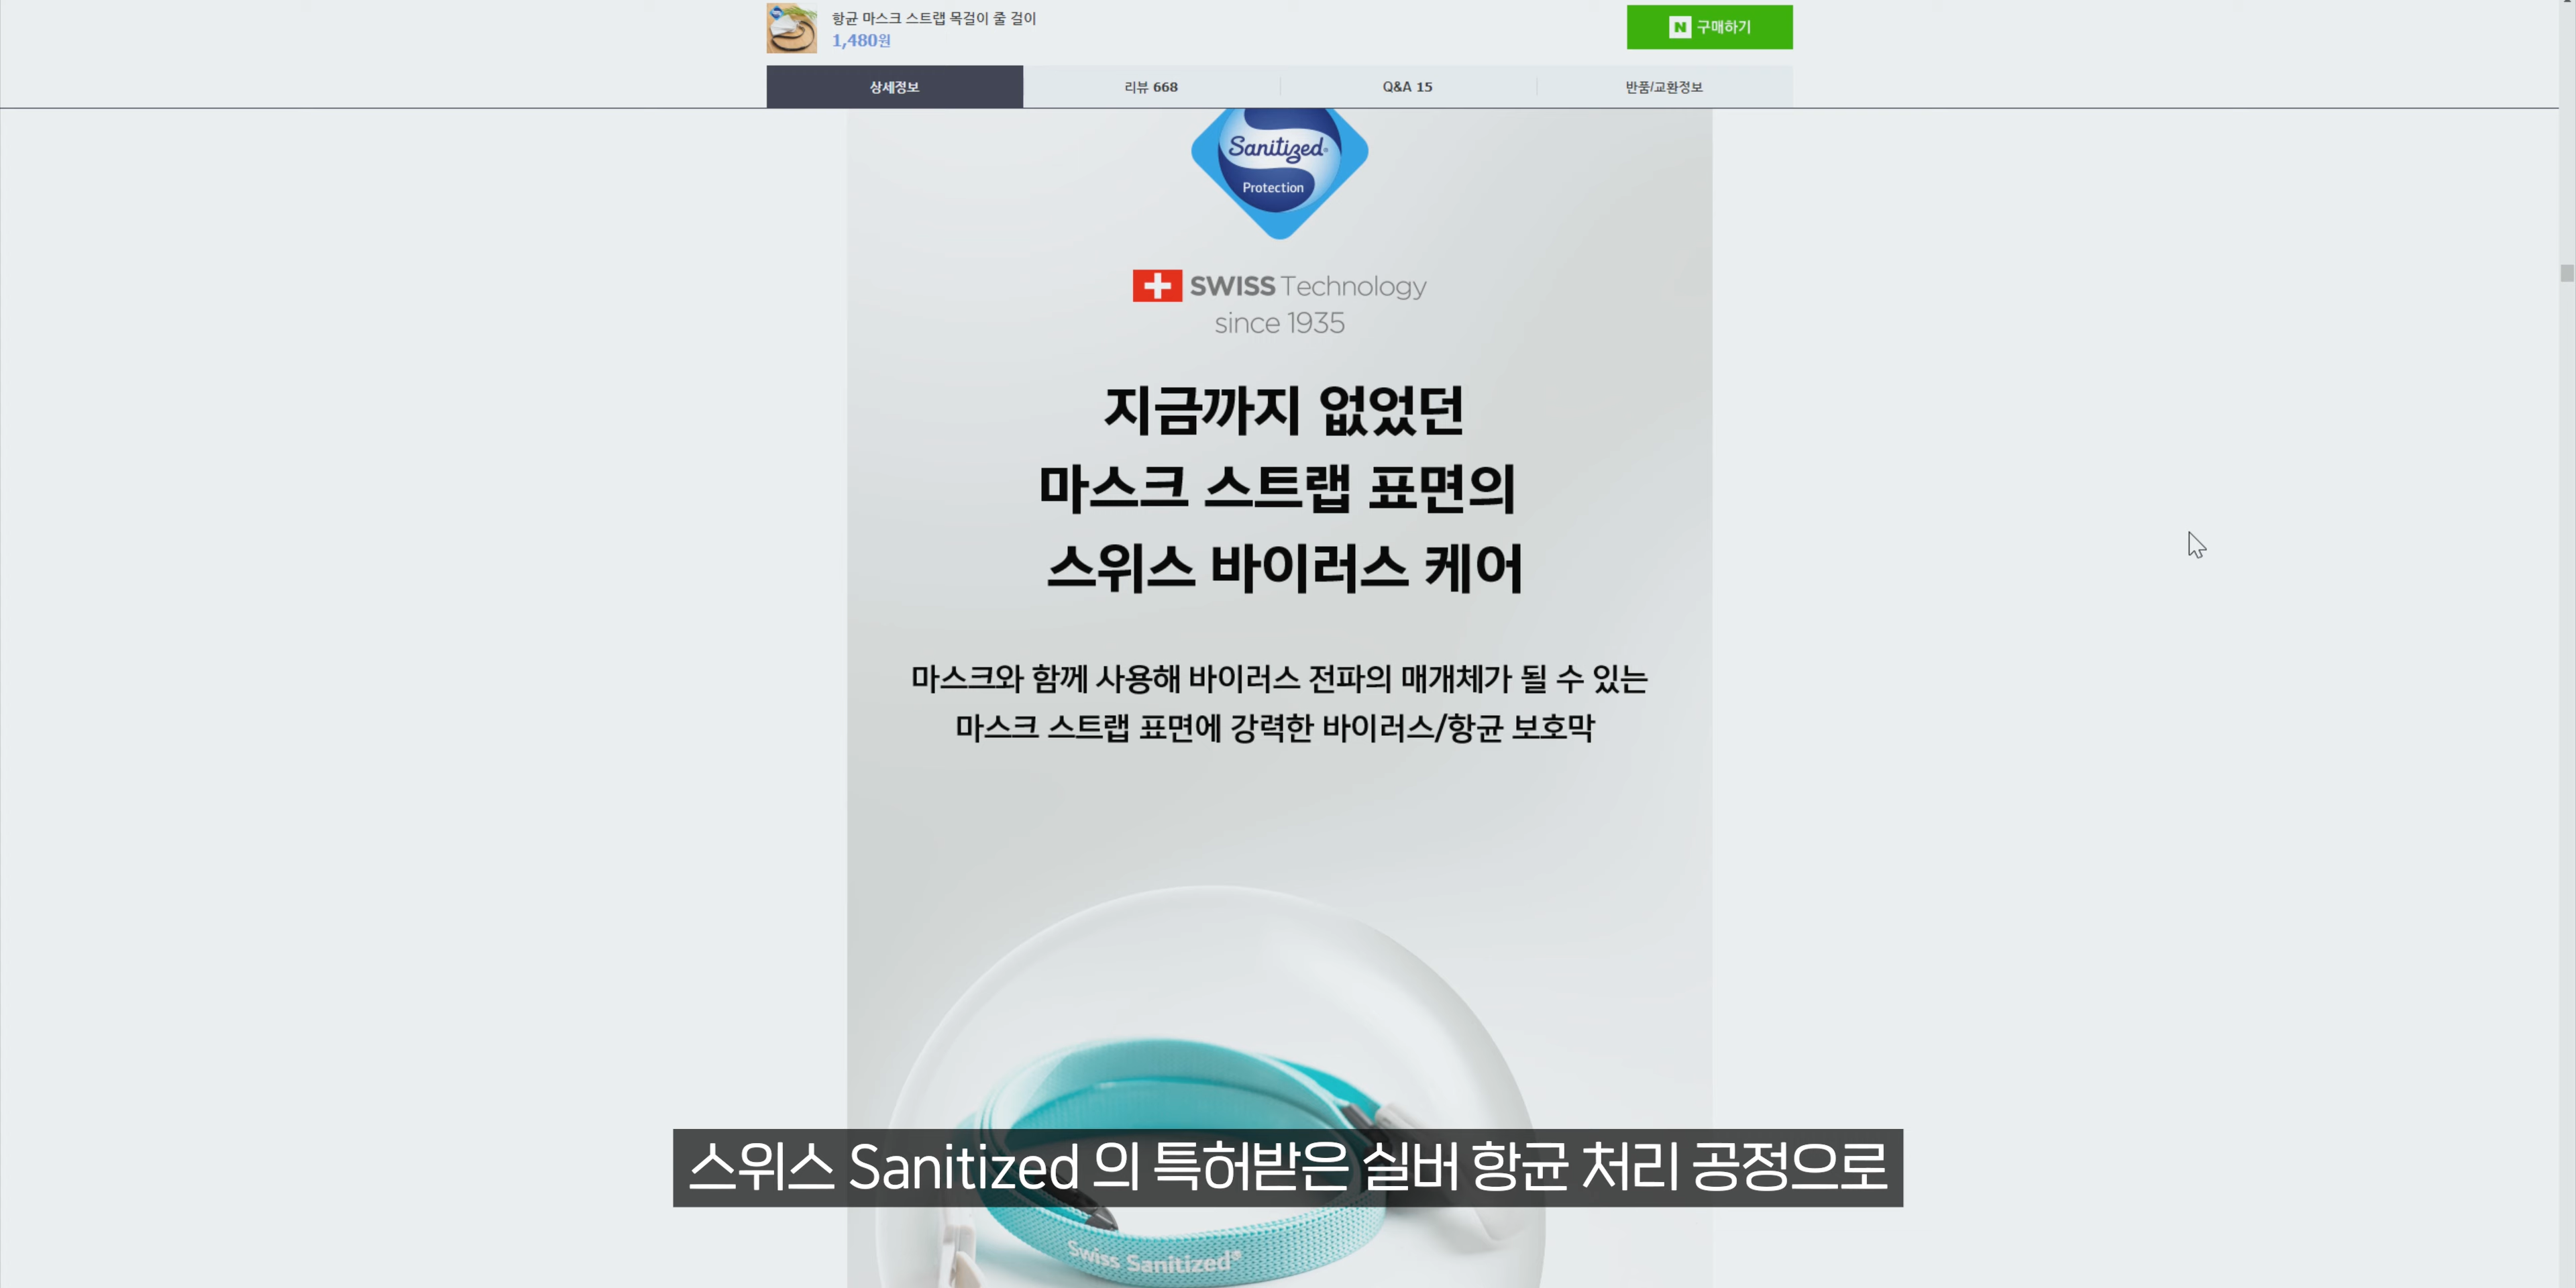 항균 마스크 스트랩 목걸이 줄 걸이
1,480원
N 구매하기
상세정보
리뷰 668
Q&A 15
반품/교환정보
Sanitized®
Protection
SWISS Technology
since 1935
지금까지 없었던
마스크 스트랩 표면의
스위스 바이러스 케어
마스크와 함께 사용해 바이러스 전파의 매개체가 될 수 있는
마스크 스트랩 표면에 강력한 바이러스/항균 보호막
스위스 Sanitized 의 특허받은 실버 항균 처리 공정으로
Swiss Sanitized®